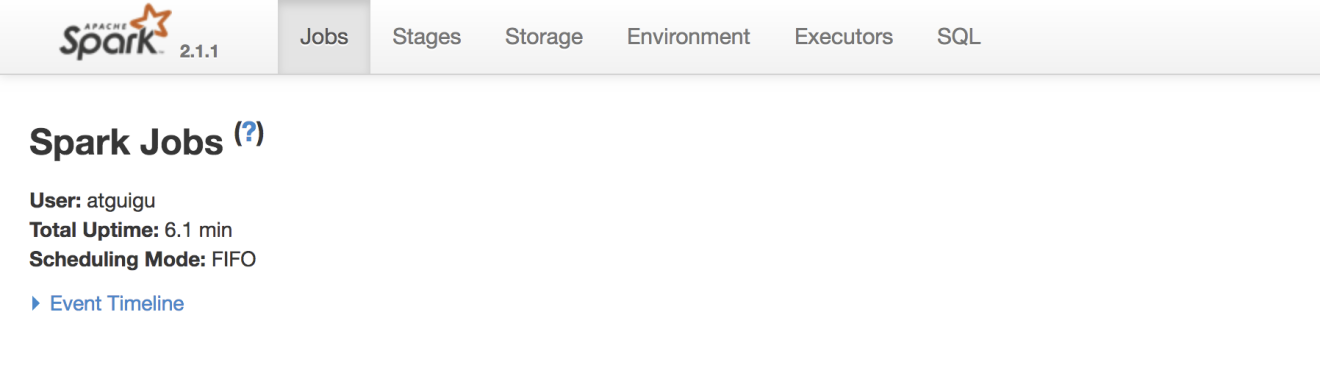 APACHE
Spark 2.1.1 Jobs Stages Storage Environment Executors SQL
Spark Jobs (?)
User: atguigu
Total Uptime: 6.1 min
Scheduling Mode: FIFO
Event Timeline